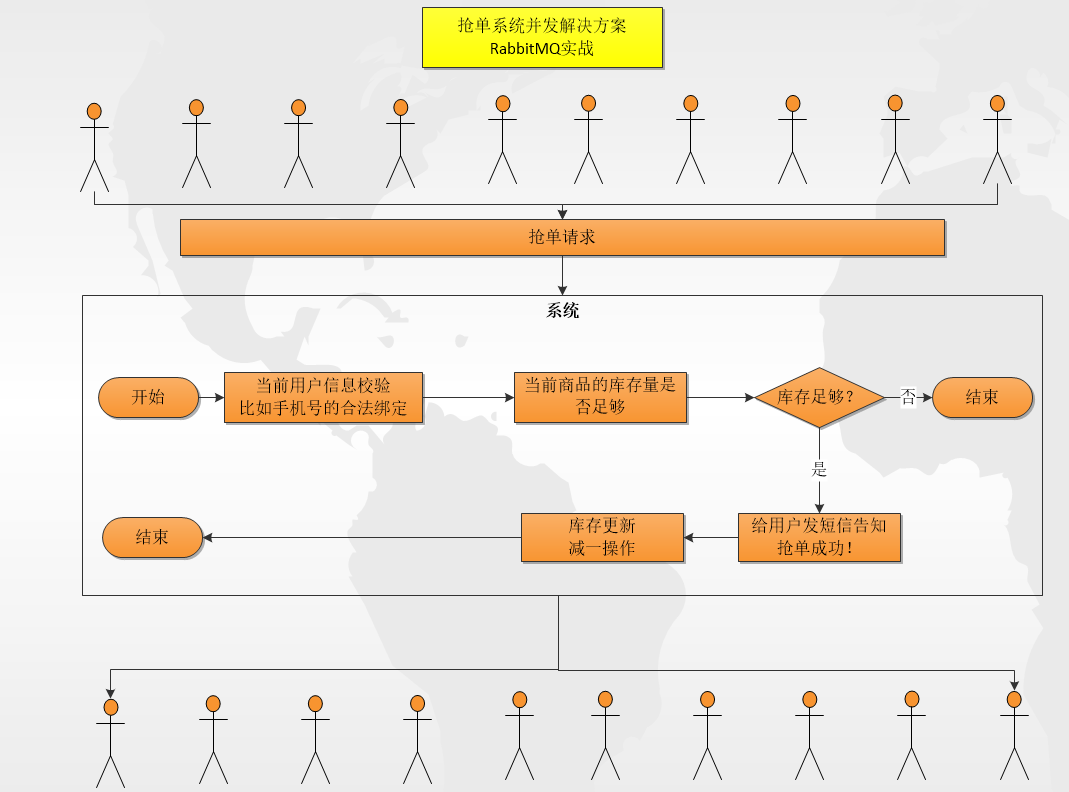 抢单系统并发解决方案
RabbitMQ实战
抢单请求
系统
开始
当前用户信息校验
比如手机号的合法绑定
当前商品的库存量是
否足够
库存足够？
否
结束
是
结束
库存更新
减一操作
给用户发短信告知
抢单成功！